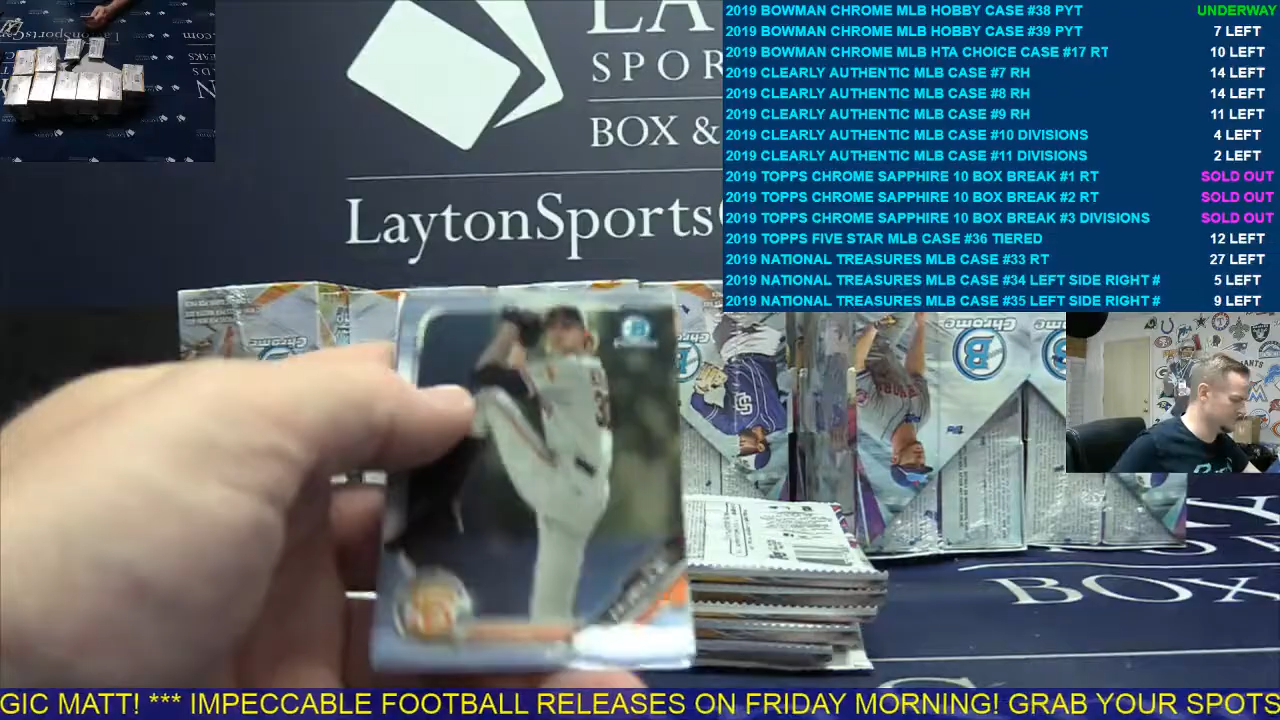 2019 BOWMAN CHROME MLB HOBBY CASE #38 PYT UNDERWAY
2019 BOWMAN CHROME MLB HOBBY CASE #39 PYT 7 LEFT
2019 BOWMAN CHROME MLB HTA CHOICE CASE #17 RT 10 LEFT
2019 CLEARLY AUTHENTIC MLB CASE #7 RH 14 LEFT
2019 CLEARLY AUTHENTIC MLB CASE #8 RH 14 LEFT
2019 CLEARLY AUTHENTIC MLB CASE #9 RH 11 LEFT
2019 CLEARLY AUTHENTIC MLB CASE #10 DIVISIONS 4 LEFT
2019 CLEARLY AUTHENTIC MLB CASE #11 DIVISIONS 2 LEFT
2019 TOPPS CHROME SAPPHIRE 10 BOX BREAK #1 RT SOLD OUT
2019 TOPPS CHROME SAPPHIRE 10 BOX BREAK #2 RT SOLD OUT
2019 TOPPS CHROME SAPPHIRE 10 BOX BREAK #3 DIVISIONS SOLD OUT
2019 TOPPS FIVE STAR MLB CASE #36 TIERED 12 LEFT
2019 NATIONAL TREASURES MLB CASE #33 RT 27 LEFT
2019 NATIONAL TREASURES MLB CASE #34 LEFT SIDE RIGHT # 5 LEFT
2019 NATIONAL TREASURES MLB CASE #35 LEFT SIDE RIGHT # 9 LEFT
LA
SPOR
BOX &
LaytonSports
Chrome
B
BOX
GIC MATT! *** IMPECCABLE FOOTBALL RELEASES ON FRIDAY MORNING! GRAB YOUR SPOTS